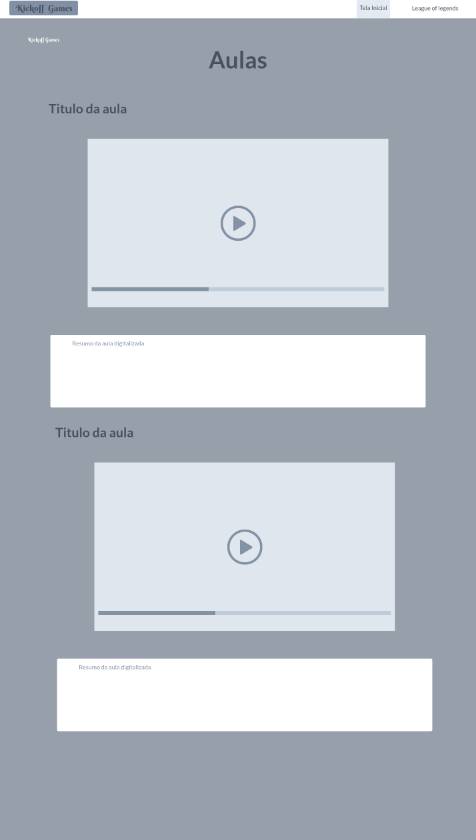 Kickoff Games
Tela Inicial
League of legends
Kickoff Games
Aulas
Titulo da aula
Resumo da aula digitalizada
Titulo da aula
Resumo da aula digitalizada